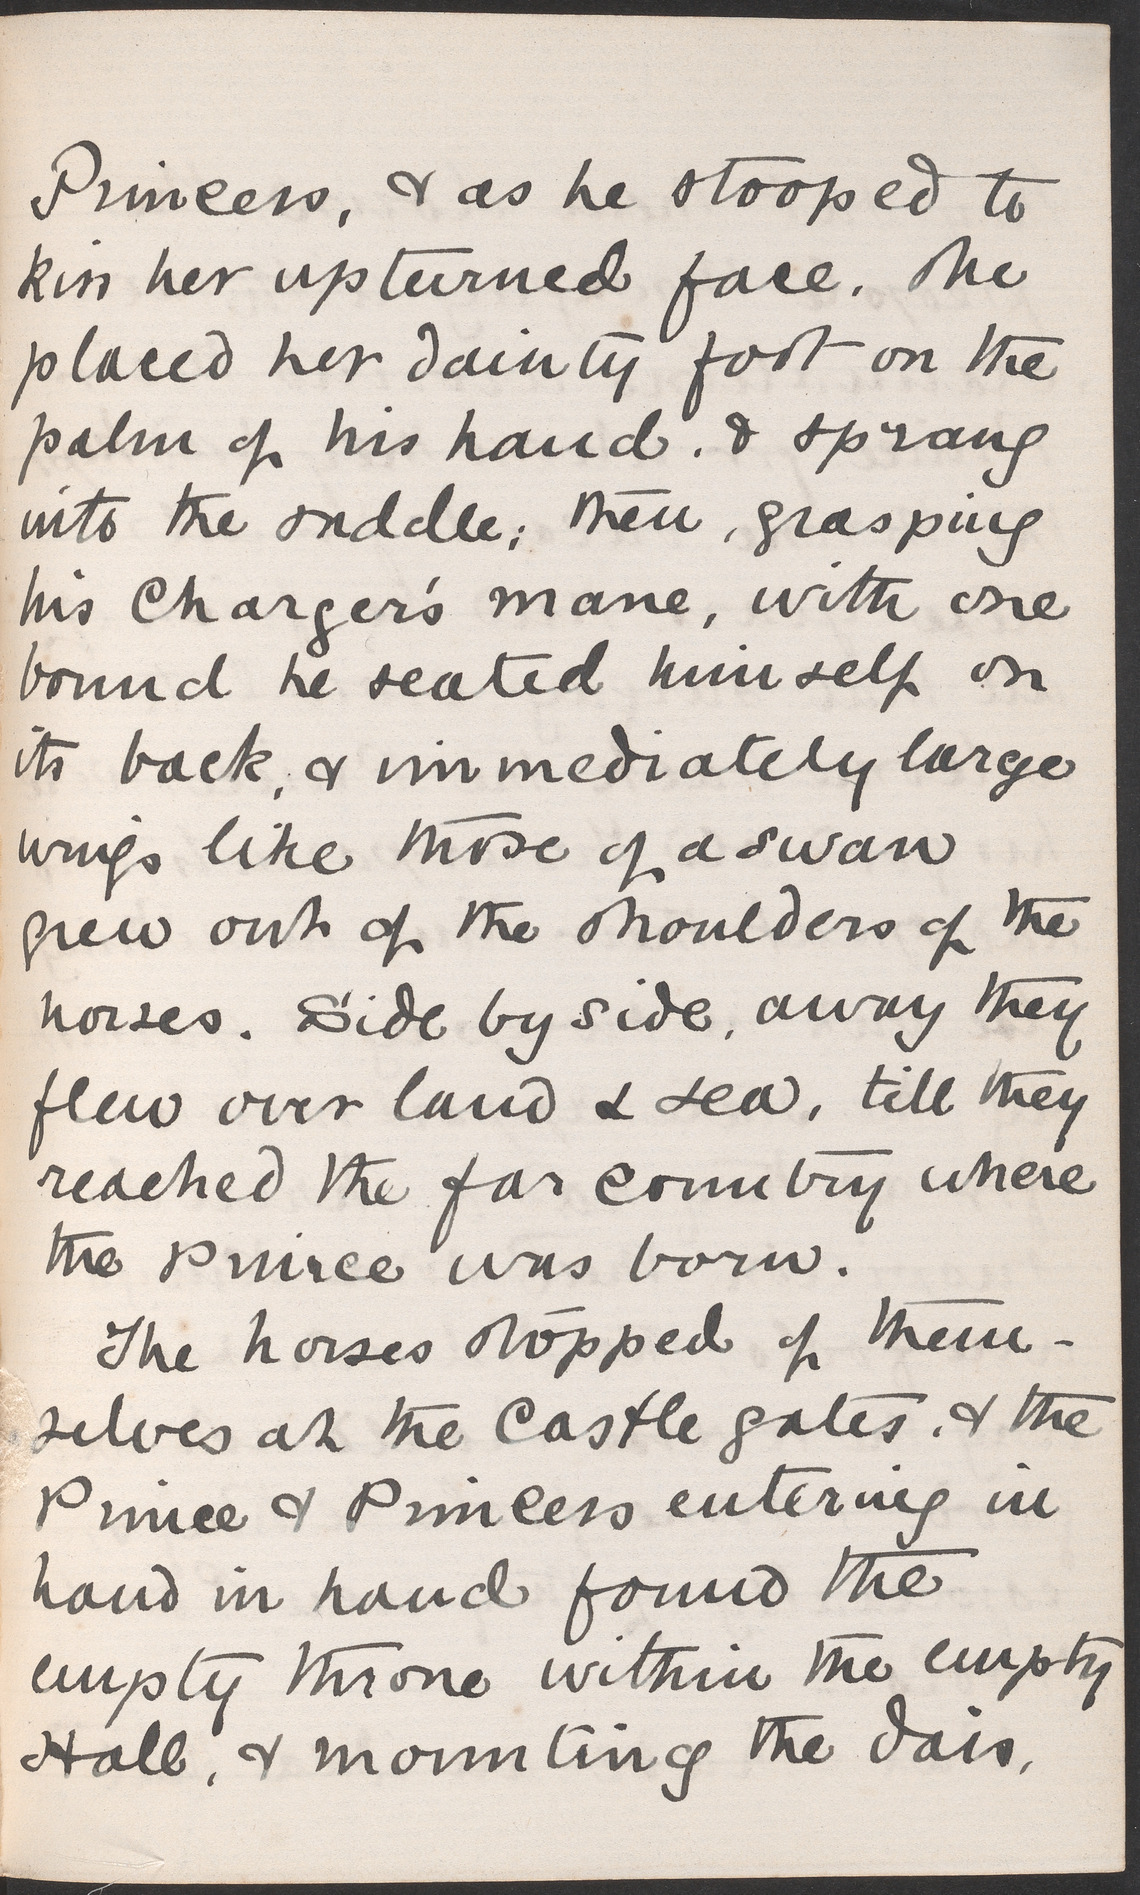 Princess, & as he stooped to
kiss her upturned face, she
placed her dainty foot on the
palm of his hand, & sprang
into the saddle; then, grasping
his Charger's mane, with one
bound he seated himself on
its back, & immediately large
wings like those of a swan
grew out of the shoulders of the
horses. Side by side, away they
flew over land & sea, till they
reached the far country where
the Prince was born.
The horses stopped of them-
selves at the Castle gates, & the
Prince & Princess entering in
hand in hand found the
empty throne within the empty
Hall, & mounting the dais,